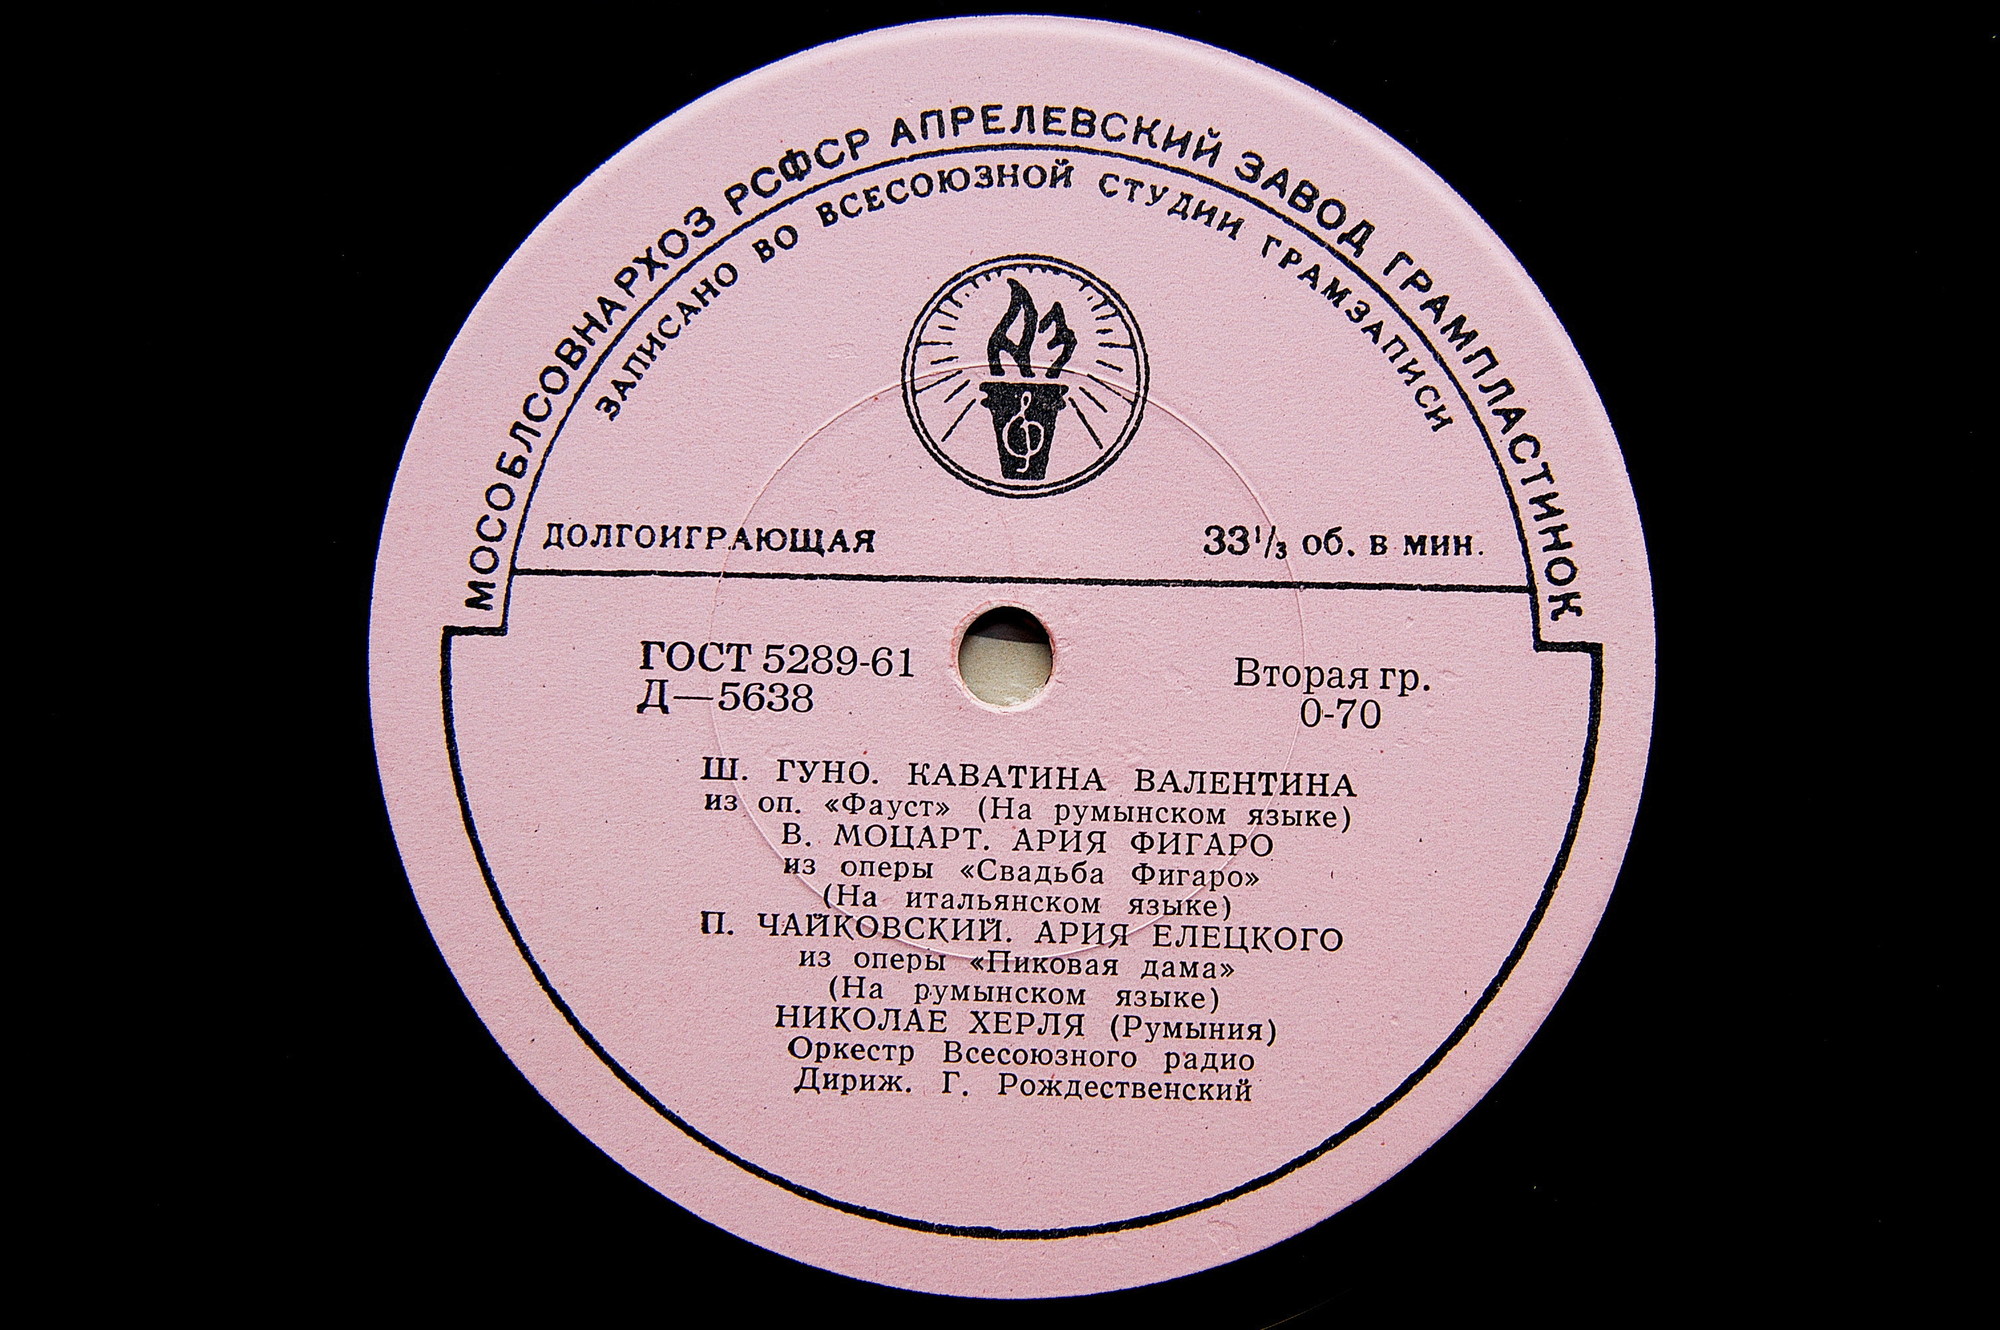 МОСОБЛСОВНАРХОЗ РСФСР АПРЕЛЕВСКИЙ ЗАВОД ГРАМПЛАСТИНОК
ЗАПИСАНО ВО ВСЕСОЮЗНОЙ СТУДИИ ГРАМЗАПИСИ
АЗ
ДОЛГОИГРАЮЩАЯ 33¹/₃ об. в мин.
ГОСТ 5289-61 Вторая гр.
Д—5638 0-70
Ш. ГУНО. КАВАТИНА ВАЛЕНТИНА
из оп. «Фауст» (На румынском языке)
В. МОЦАРТ. АРИЯ ФИГАРО
из оперы «Свадьба Фигаро»
(На итальянском языке)
П. ЧАЙКОВСКИЙ. АРИЯ ЕЛЕЦКОГО
из оперы «Пиковая дама»
(На румынском языке)
НИКОЛАЕ ХЕРЛЯ (Румыния)
Оркестр Всесоюзного радио
Дириж. Г. Рождественский